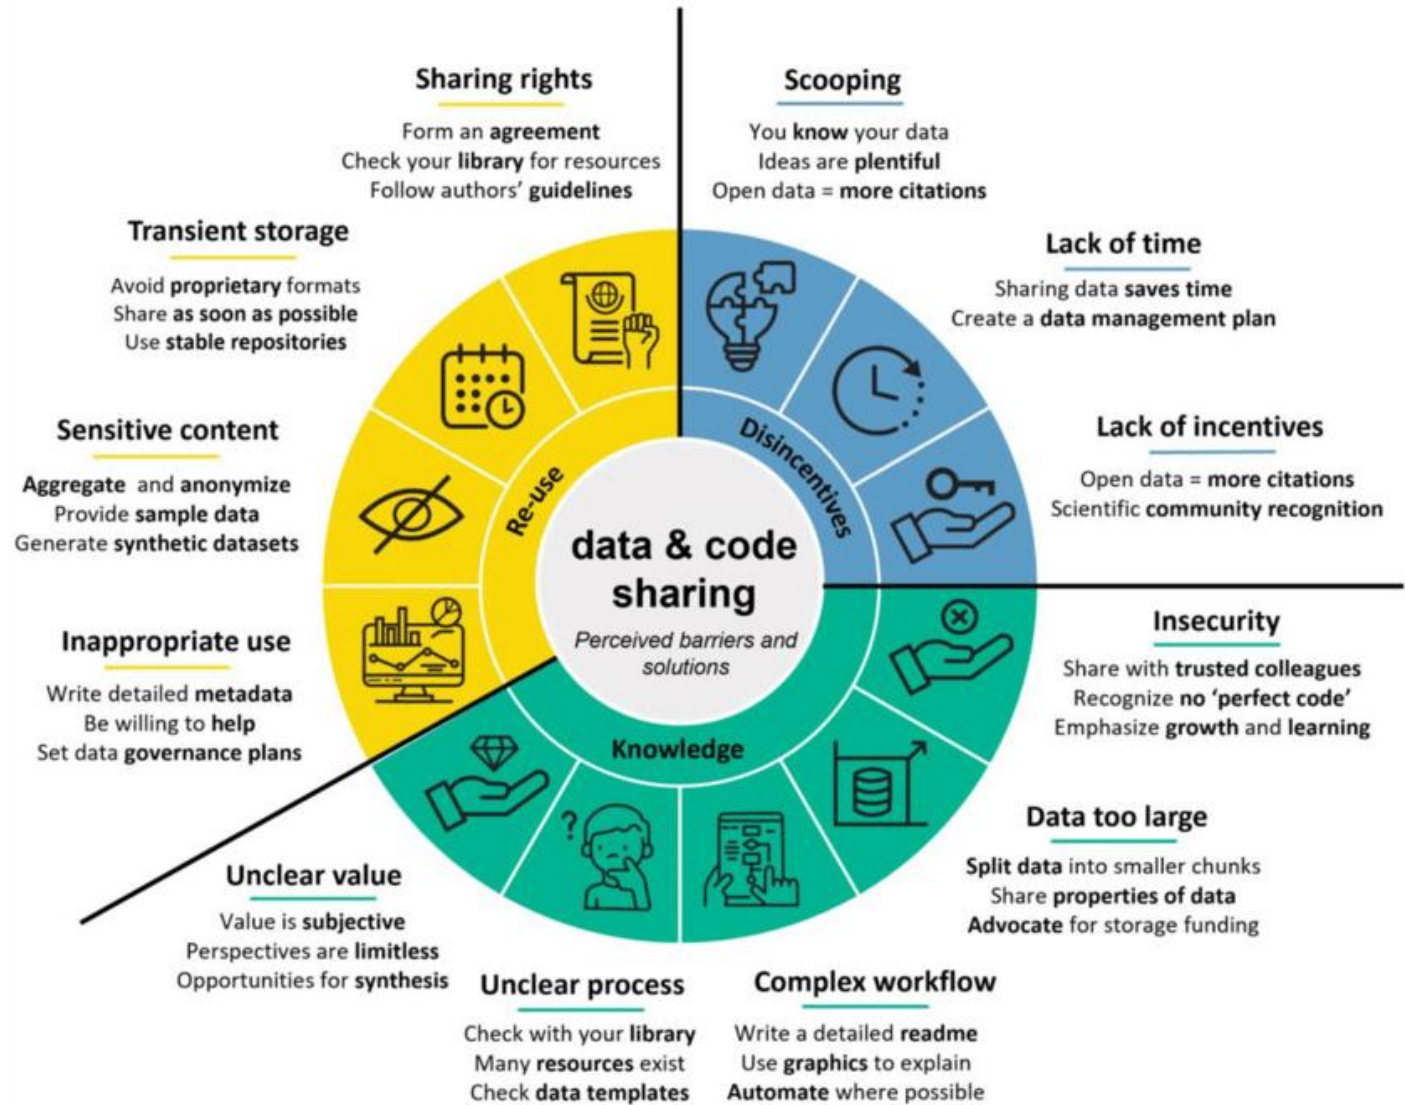 Sharing rights
Form an agreement
Check your library for resources
Follow authors’ guidelines
Scooping
You know your data
Ideas are plentiful
Open data = more citations
Transient storage
Avoid proprietary formats
Share as soon as possible
Use stable repositories
Lack of time
Sharing data saves time
Create a data management plan
Sensitive content
Aggregate and anonymize
Provide sample data
Generate synthetic datasets
Lack of incentives
Open data = more citations
Scientific community recognition
Re-use
Disincentives
data & code
sharing
Perceived barriers and
solutions
Knowledge
Inappropriate use
Write detailed metadata
Be willing to help
Set data governance plans
Insecurity
Share with trusted colleagues
Recognize no ‘perfect code’
Emphasize growth and learning
?
Data too large
Split data into smaller chunks
Share properties of data
Advocate for storage funding
Unclear value
Value is subjective
Perspectives are limitless
Opportunities for synthesis
Unclear process
Check with your library
Many resources exist
Check data templates
Complex workflow
Write a detailed readme
Use graphics to explain
Automate where possible